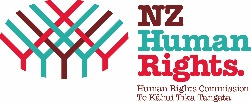 NZ
Human
Rights.
Human Rights Commission
Te Kāhui Tika Tangata